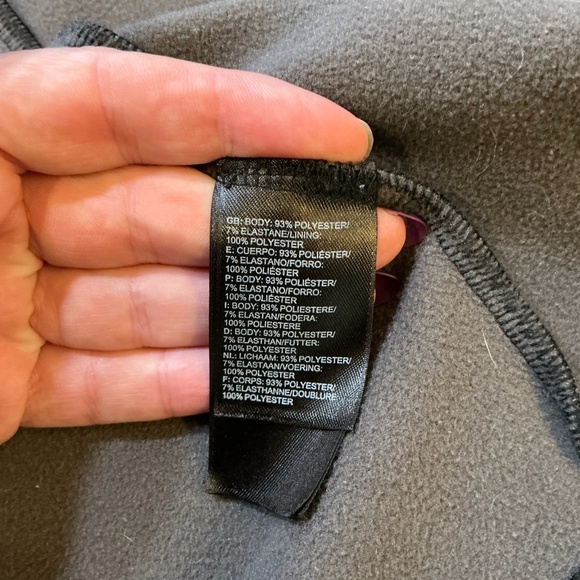 GB: BODY: 93% POLYESTER/
7% ELASTANE/LINING:
100% POLYESTER
E: CUERPO: 93% POLIÉSTER/
7% ELASTANO/FORRO:
100% POLIÉSTER
P: BODY: 93% POLIÉSTER/
7% ELASTANO/FORRO:
100% POLIÉSTER
I: BODY: 93% POLIESTERE/
7% ELASTAN/FODERA:
100% POLIESTERE
D: BODY: 93% POLYESTER/
7% ELASTHAN/FUTTER:
100% POLYESTER
NL: LICHAAM: 93% POLYESTER/
7% ELASTAAN/VOERING:
100% POLYESTER
F: CORPS: 93% POLYESTER/
7% ELASTHANNE/DOUBLURE
100% POLYESTER